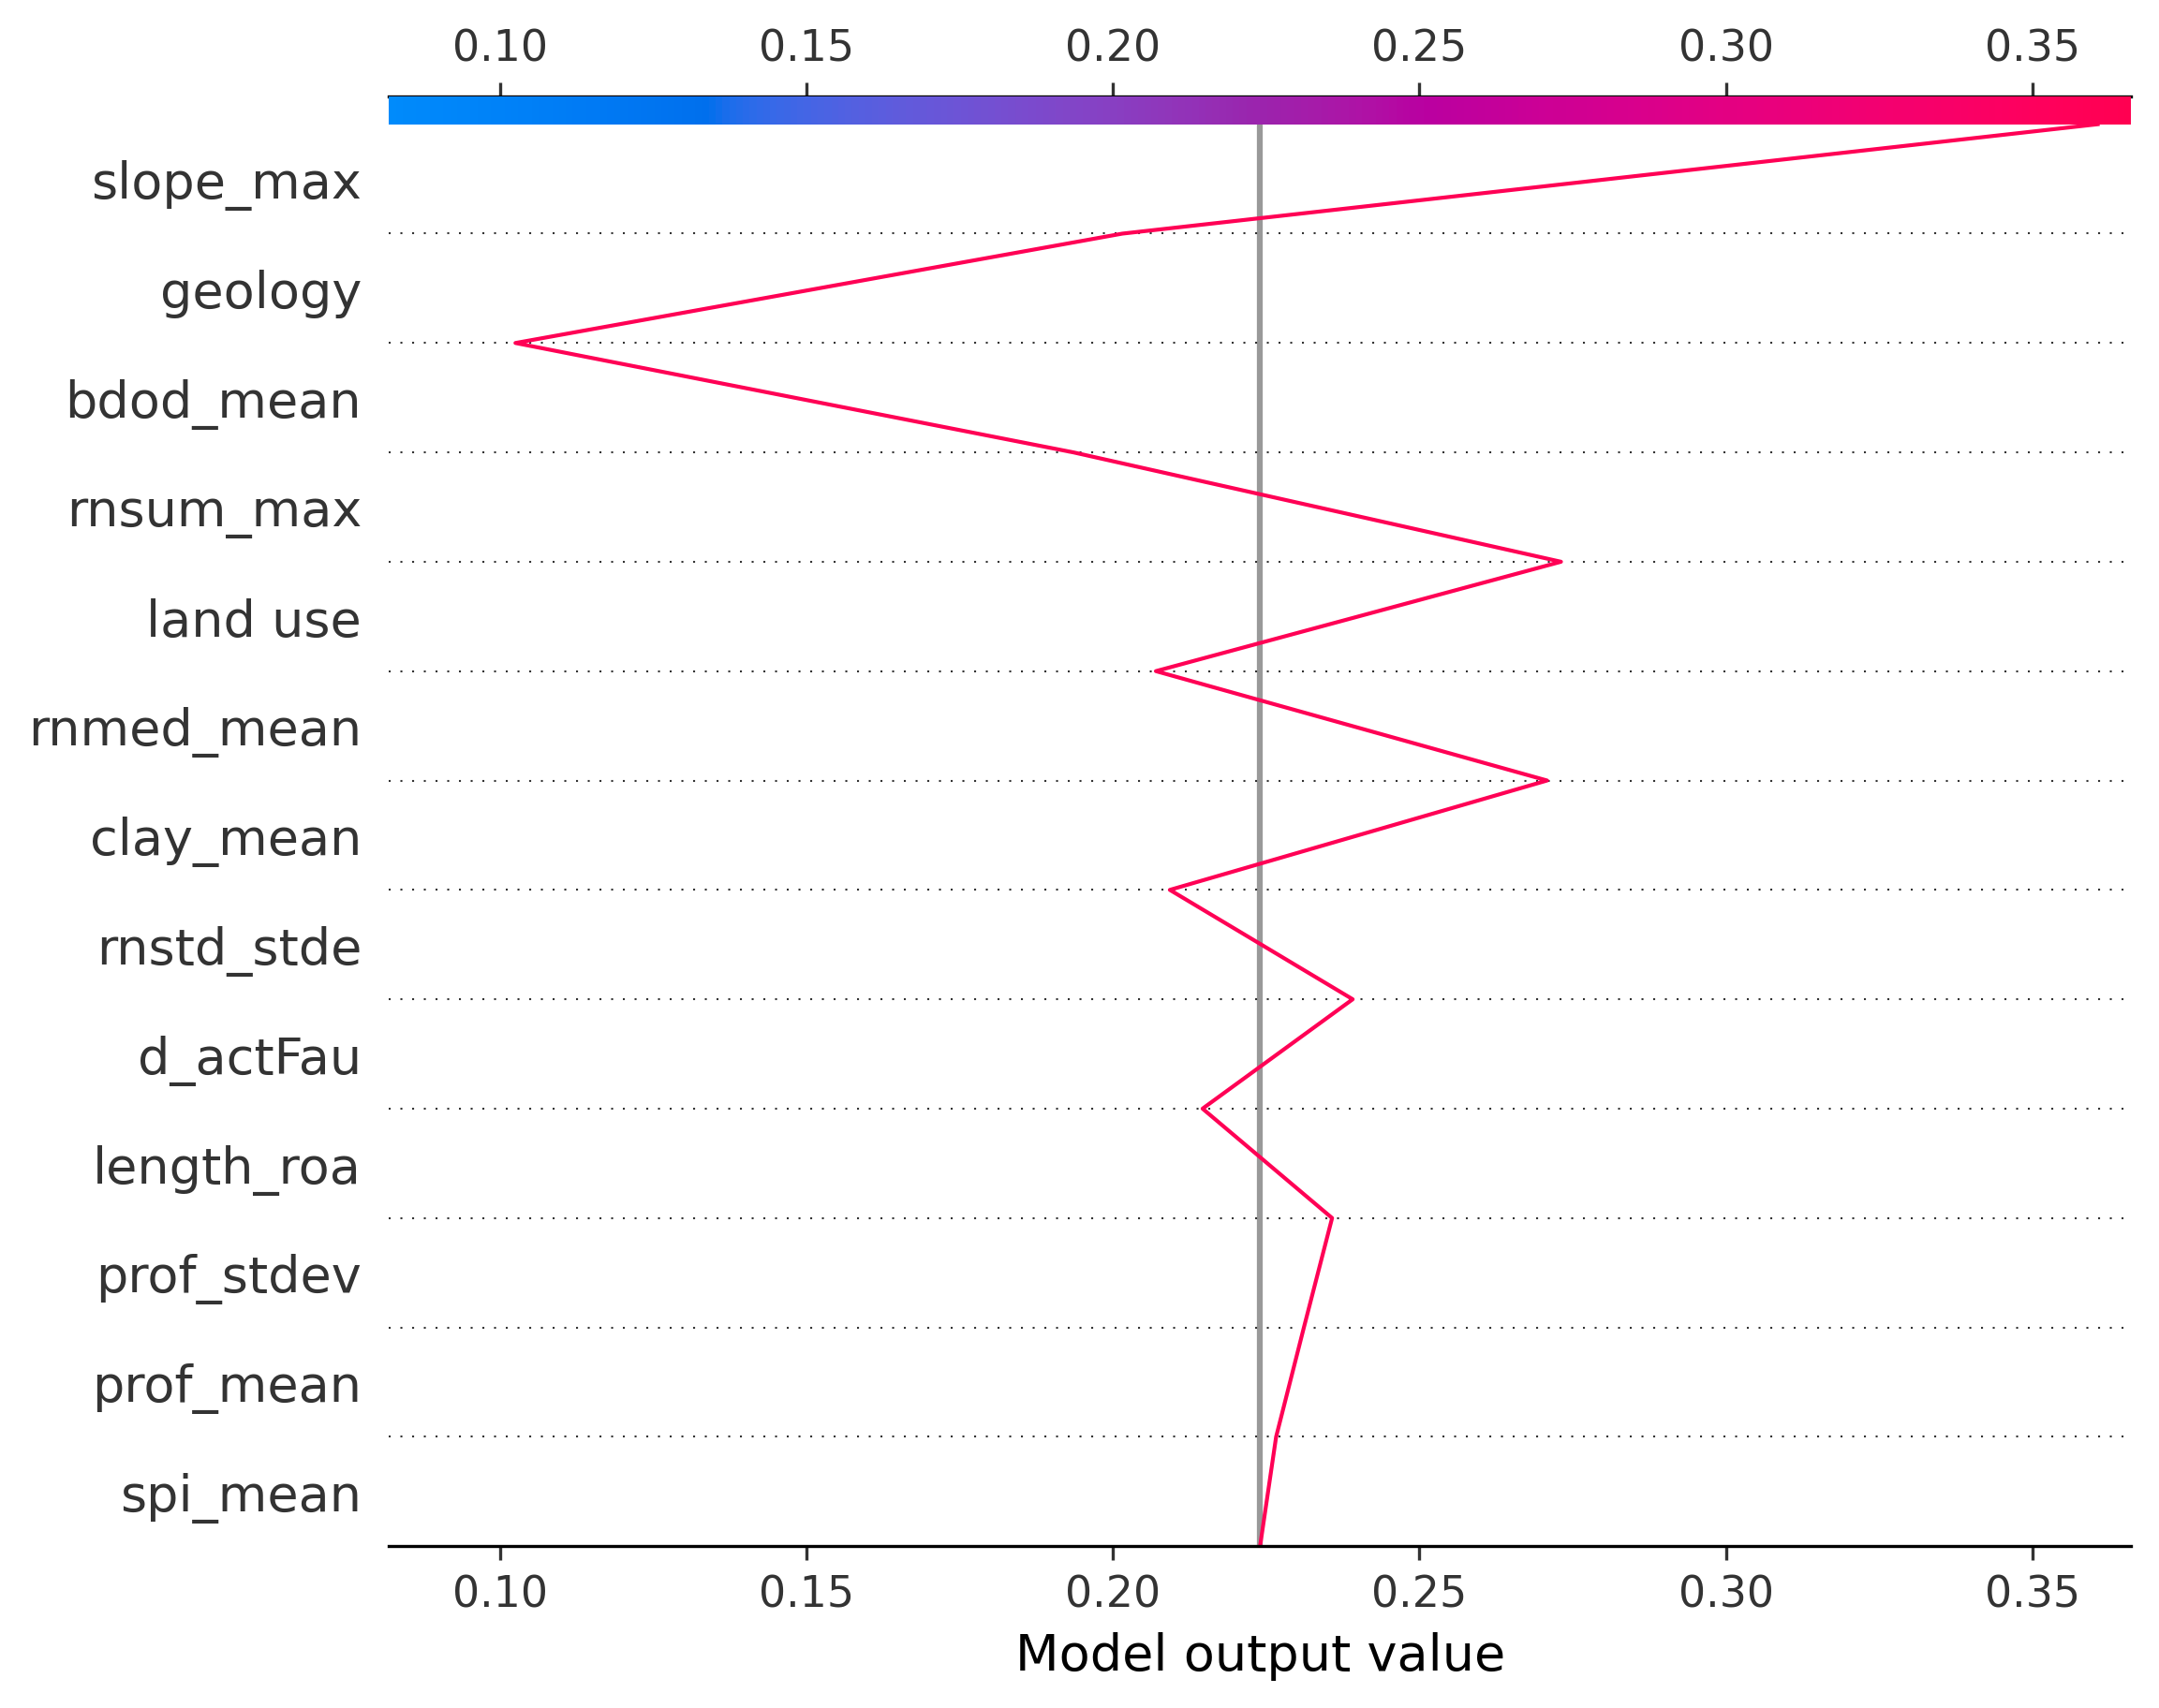 0.10 0.15 0.20 0.25 0.30 0.35
slope_max
geology
bdod_mean
rnsum_max
land use
rnmed_mean
clay_mean
rnstd_stde
d_actFau
length_roa
prof_stdev
prof_mean
spi_mean
0.10 0.15 0.20 0.25 0.30 0.35
Model output value